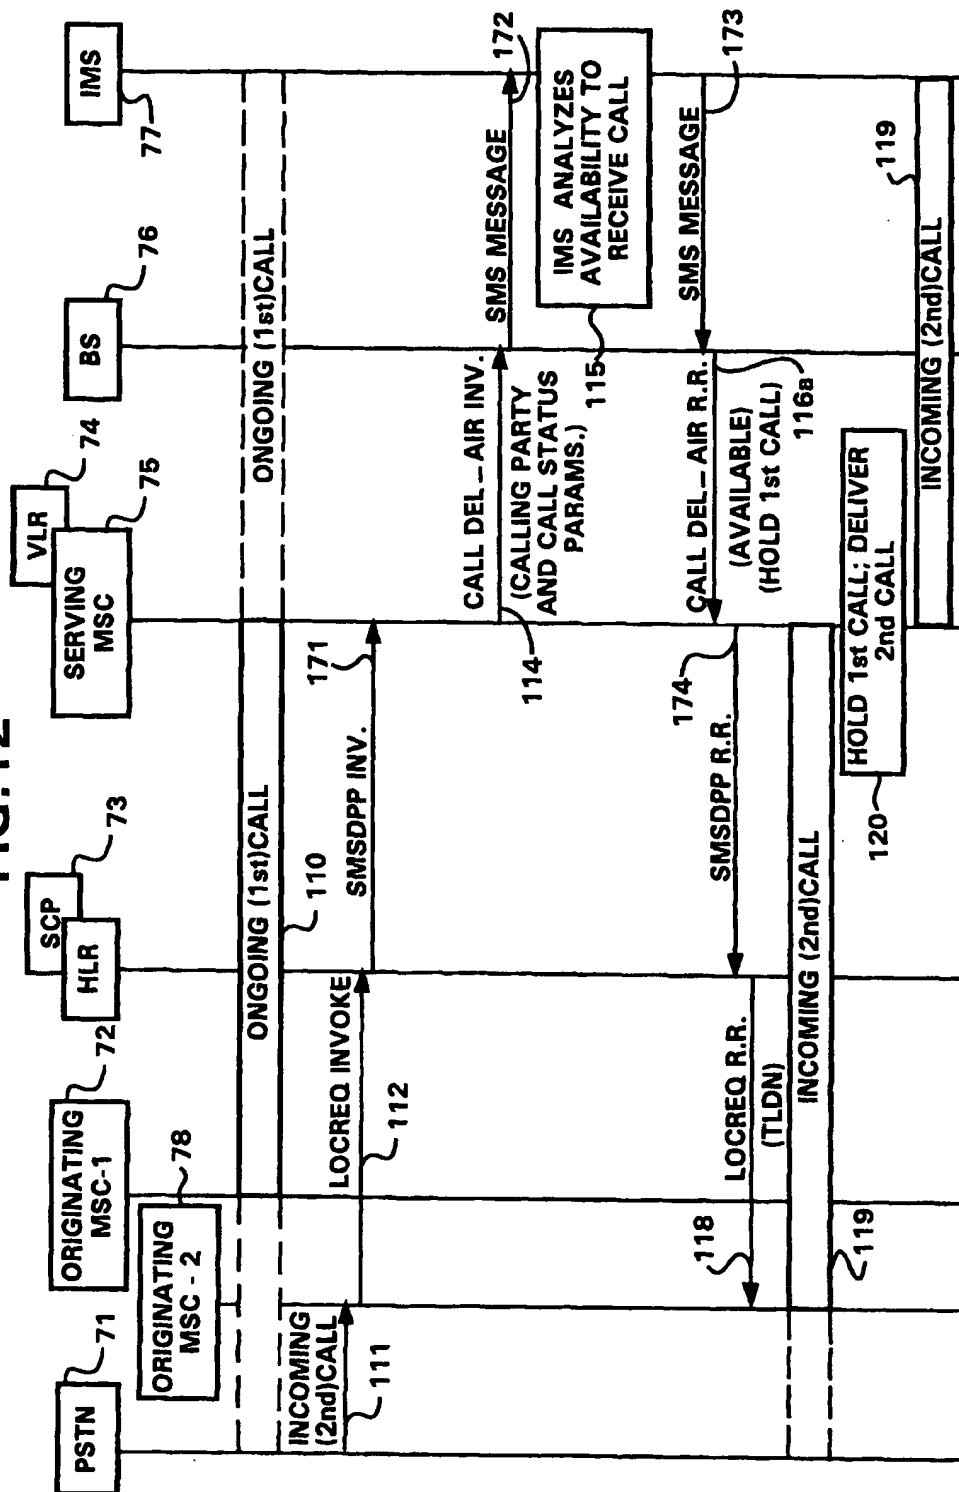 FIG.12
PSTN
71
ORIGINATING
MSC - 2
78
ORIGINATING
MSC-1
72
SCP
HLR
73
VLR
74
SERVING
MSC
75
BS
76
IMS
77
ONGOING (1st)CALL
ONGOING (1st)CALL
110
INCOMING
(2nd)CALL
111
LOCREQ INVOKE
112
SMSDPP INV.
171
CALL DEL_AIR INV.
(CALLING PARTY
AND CALL STATUS
PARAMS.)
114
SMS MESSAGE
172
IMS ANALYZES
AVAILABILITY TO
RECEIVE CALL
115
SMS MESSAGE
173
CALL DEL_AIR R.R.
(AVAILABLE)
(HOLD 1st CALL)
116a
SMSDPP R.R.
174
LOCREQ R.R.
(TLDN)
118
INCOMING (2nd)CALL
119
HOLD 1st CALL; DELIVER
2nd CALL
120
INCOMING (2nd)CALL
119